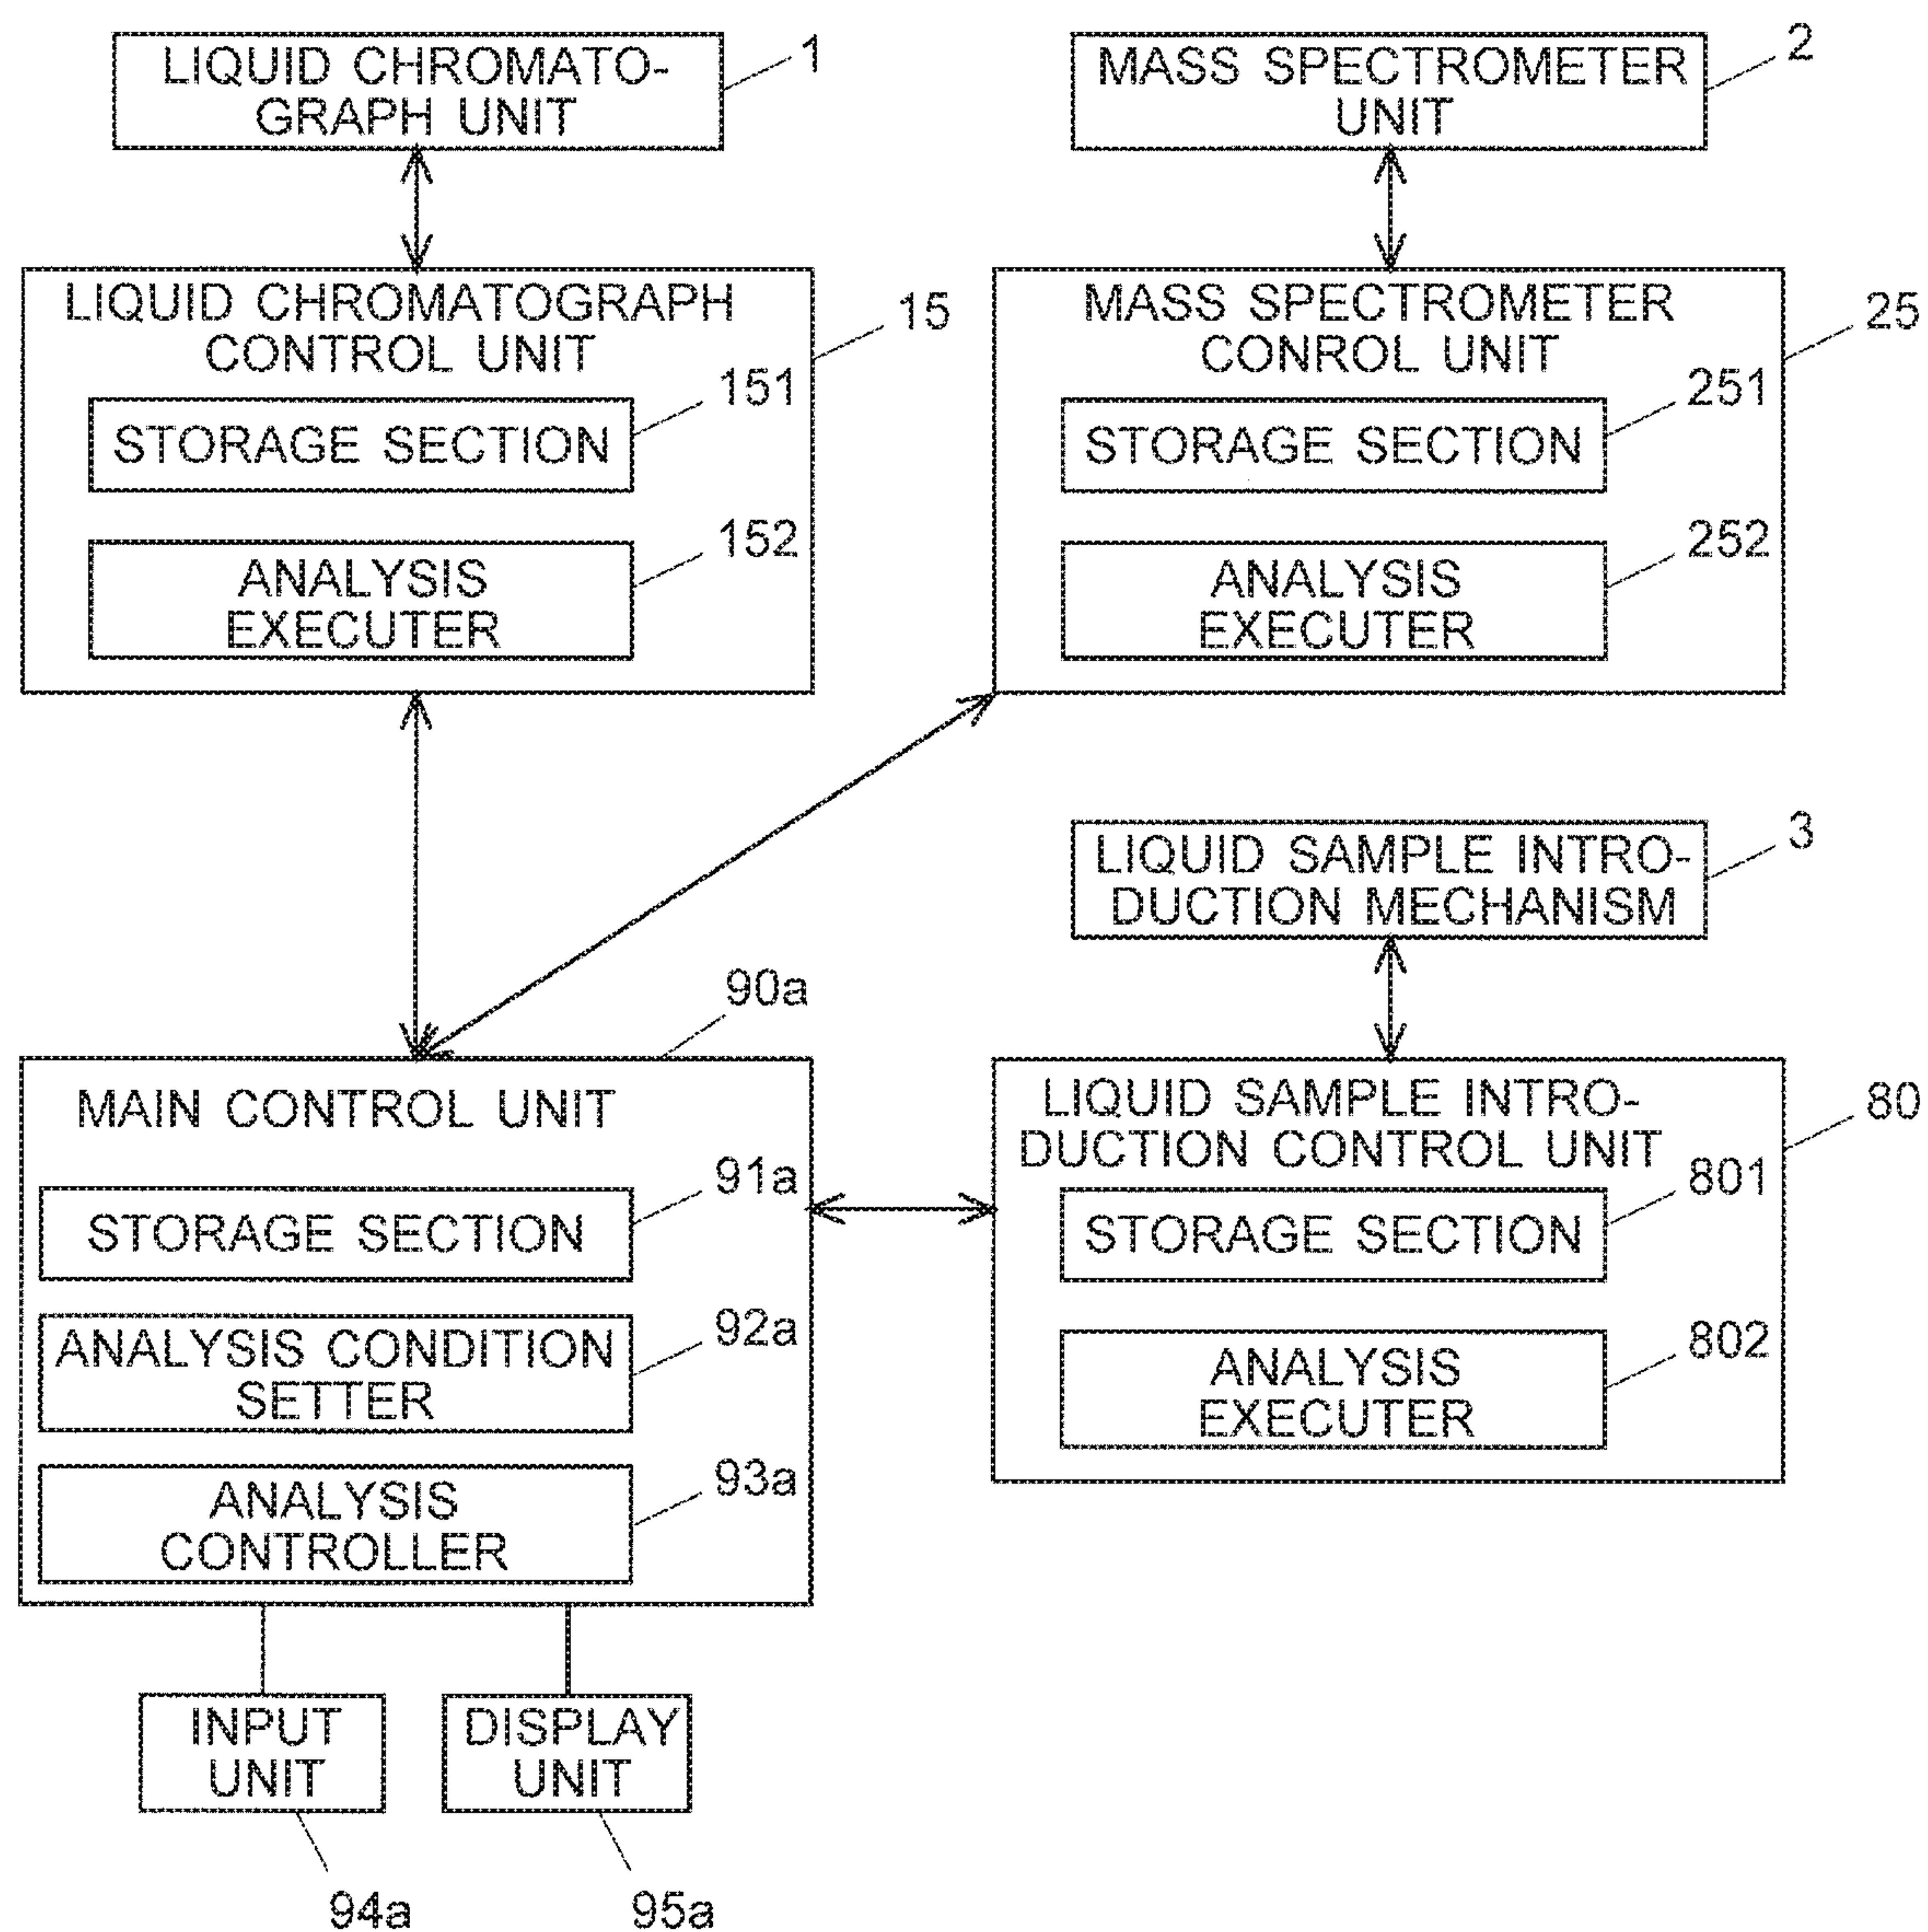 LIQUID CHROMATO-
GRAPH UNIT
1
MASS SPECTROMETER
UNIT
2
LIQUID CHROMATOGRAPH
CONTROL UNIT
15
STORAGE SECTION
151
ANALYSIS
EXECUTER
152
MASS SPECTROMETER
CONROL UNIT
25
STORAGE SECTION
251
ANALYSIS
EXECUTER
252
LIQUID SAMPLE INTRO-
DUCTION MECHANISM
3
90a
MAIN CONTROL UNIT
STORAGE SECTION
91a
ANALYSIS CONDITION
SETTER
92a
ANALYSIS
CONTROLLER
93a
LIQUID SAMPLE INTRO-
DUCTION CONTROL UNIT
80
STORAGE SECTION
801
ANALYSIS
EXECUTER
802
INPUT
UNIT
94a
DISPLAY
UNIT
95a